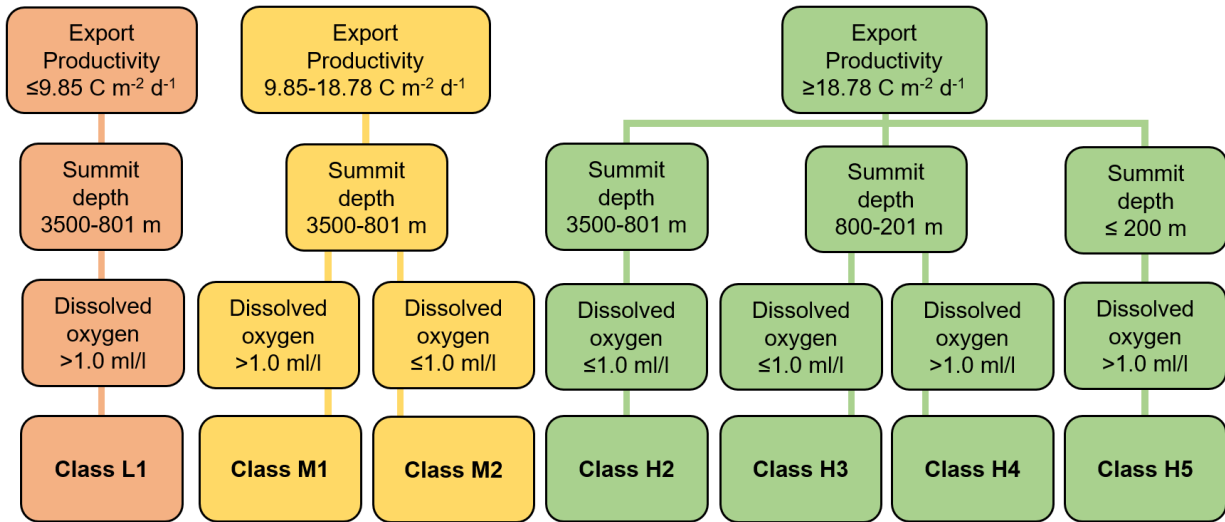 Export
Productivity
≤9.85 C m⁻² d⁻¹
Export
Productivity
9.85-18.78 C m⁻² d⁻¹
Export
Productivity
≥18.78 C m⁻² d⁻¹
Summit
depth
3500-801 m
Summit
depth
3500-801 m
Summit
depth
3500-801 m
Summit
depth
800-201 m
Summit
depth
≤ 200 m
Dissolved
oxygen
>1.0 ml/l
Dissolved
oxygen
>1.0 ml/l
Dissolved
oxygen
≤1.0 ml/l
Dissolved
oxygen
≤1.0 ml/l
Dissolved
oxygen
≤1.0 ml/l
Dissolved
oxygen
>1.0 ml/l
Dissolved
oxygen
>1.0 ml/l
Class L1
Class M1
Class M2
Class H2
Class H3
Class H4
Class H5